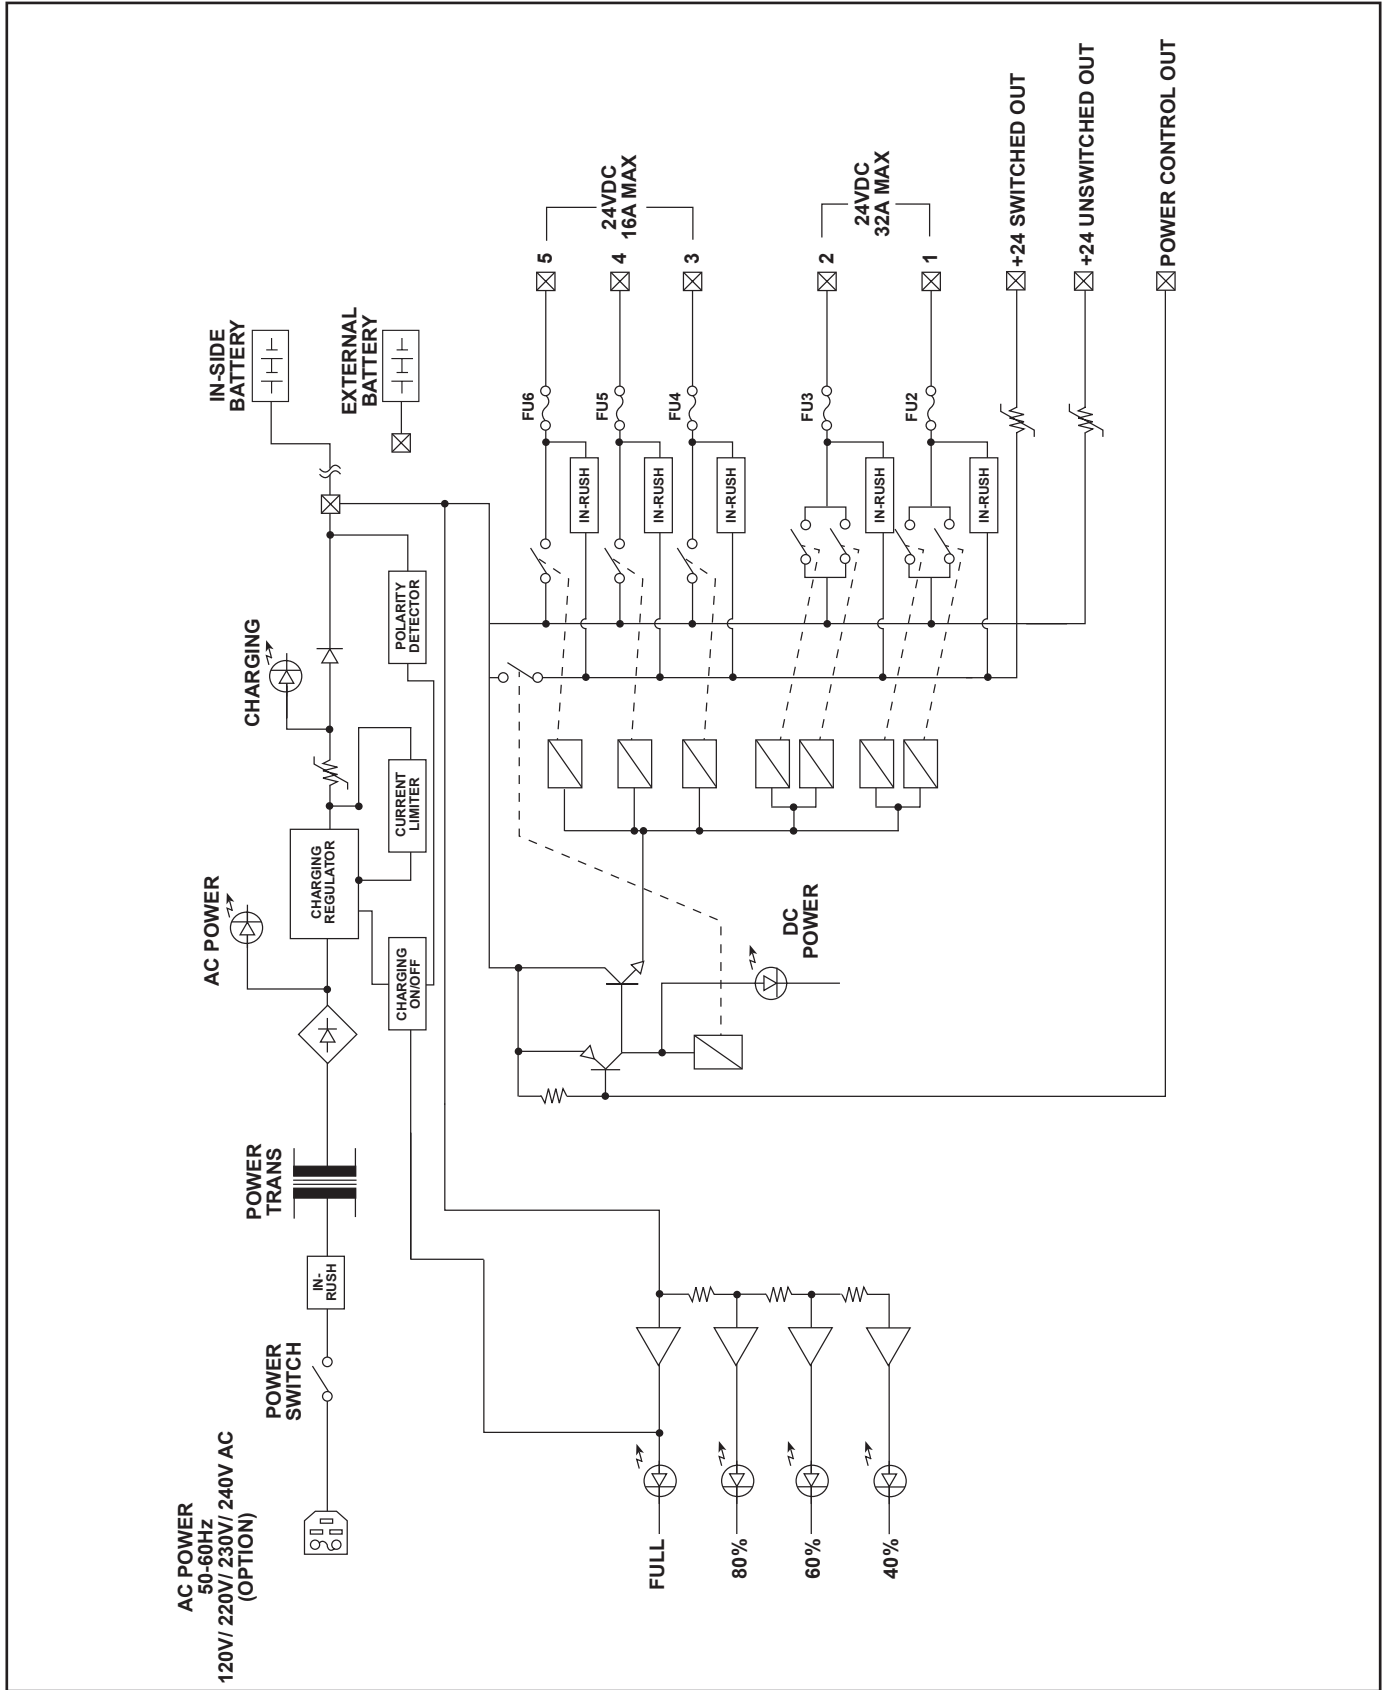 AC POWER
50-60Hz
120V/ 220V/ 230V/ 240V AC
(OPTION)
POWER
SWITCH
IN-
RUSH
POWER
TRANS
AC POWER
CHARGING
REGULATOR
CHARGING
ON/OFF
CURRENT
LIMITER
CHARGING
POLARITY
DETECTOR
IN-SIDE
BATTERY
EXTERNAL
BATTERY
FULL
80%
60%
40%
DC
POWER
IN-RUSH
IN-RUSH
IN-RUSH
IN-RUSH
IN-RUSH
FU6
FU5
FU4
FU3
FU2
5
4
3
2
1
24VDC
16A MAX
24VDC
32A MAX
+24 SWITCHED OUT
+24 UNSWITCHED OUT
POWER CONTROL OUT